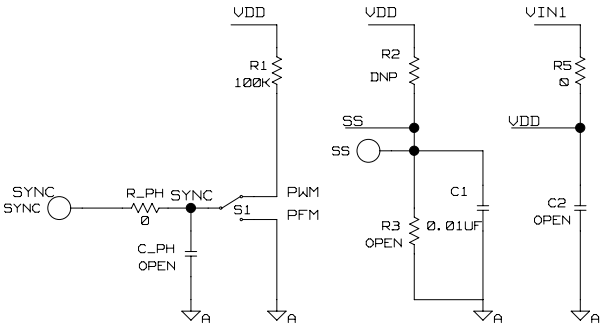 VDD
R1
100K
SYNC
SYNC
R_PH
0
SYNC
S1
PWM
PFM
C_PH
OPEN
A
A
VDD
R2
DNP
SS
SS
C1
0.01UF
R3
OPEN
A
VIN1
R5
0
VDD
C2
OPEN
A